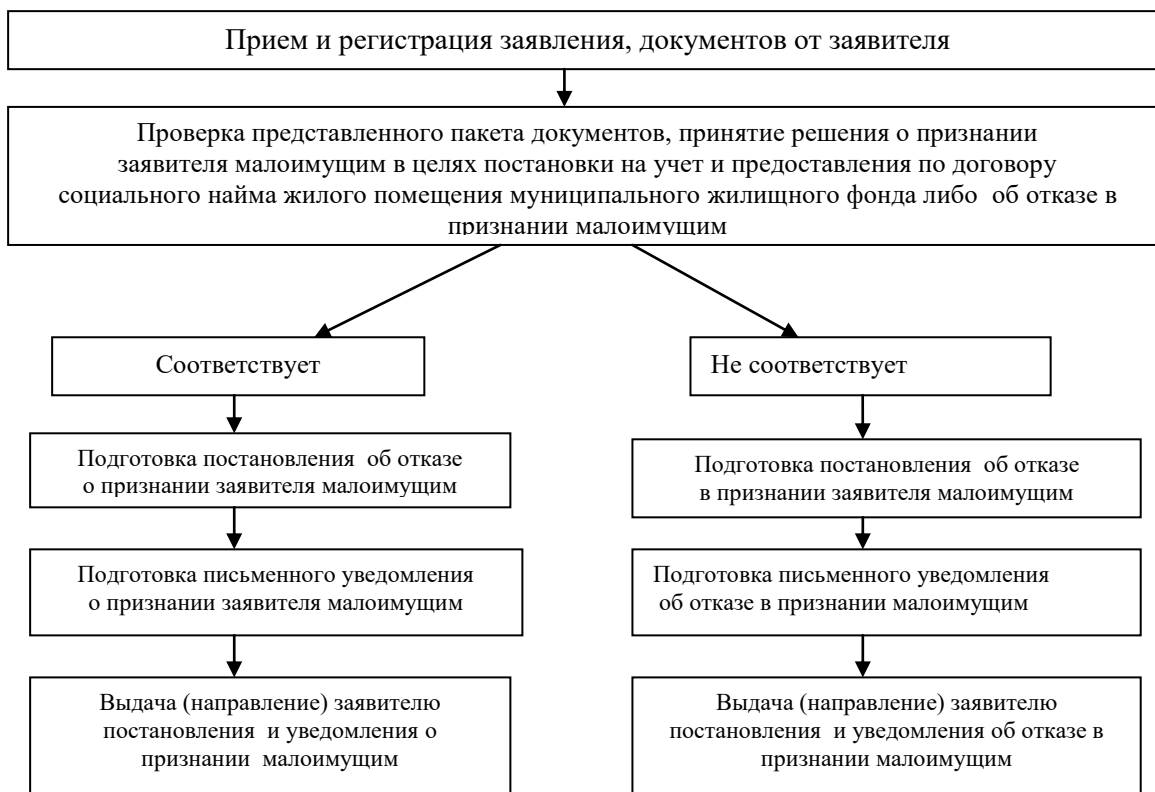 Прием и регистрация заявления, документов от заявителя
Проверка представленного пакета документов, принятие решения о признании
заявителя малоимущим в целях постановки на учет и предоставления по договору
социального найма жилого помещения муниципального жилищного фонда либо об отказе в
признании малоимущим
Соответствует
Не соответствует
Подготовка постановления об отказе
о признании заявителя малоимущим
Подготовка постановления об отказе
в признании заявителя малоимущим
Подготовка письменного уведомления
о признании заявителя малоимущим
Подготовка письменного уведомления
об отказе в признании малоимущим
Выдача (направление) заявителю
постановления и уведомления о
признании малоимущим
Выдача (направление) заявителю
постановления и уведомления об отказе в
признании малоимущим